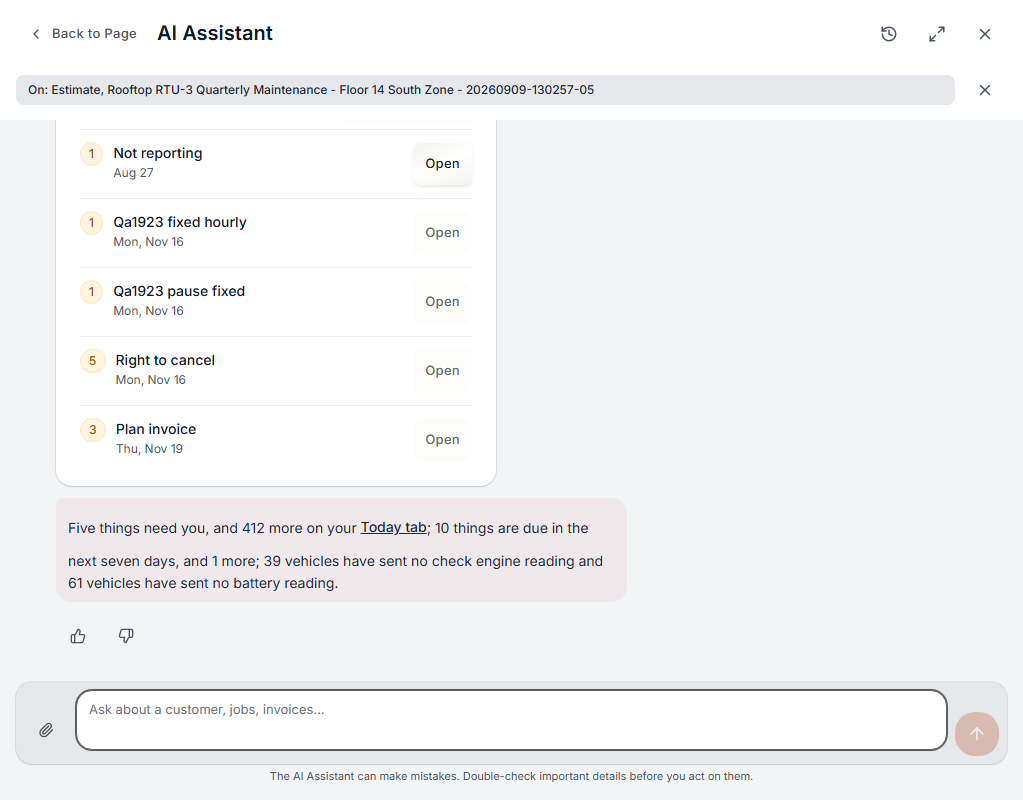 Back to Page
AI Assistant
On: Estimate, Rooftop RTU-3 Quarterly Maintenance - Floor 14 South Zone - 20260909-130257-05
1 Not reporting Open
Aug 27
1 Qa1923 fixed hourly Open
Mon, Nov 16
1 Qa1923 pause fixed Open
Mon, Nov 16
5 Right to cancel Open
Mon, Nov 16
3 Plan invoice Open
Thu, Nov 19
Five things need you, and 412 more on your Today tab; 10 things are due in the
next seven days, and 1 more; 39 vehicles have sent no check engine reading and
61 vehicles have sent no battery reading.
Ask about a customer, jobs, invoices...
The AI Assistant can make mistakes. Double-check important details before you act on them.